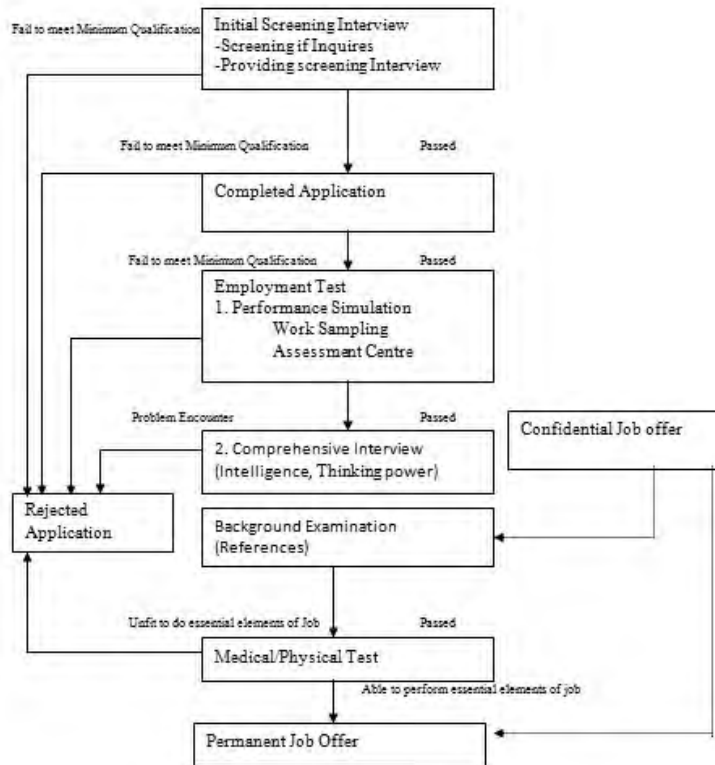 Fail to meet Minimum Qualification
Initial Screening Interview
-Screening if Inquires
-Providing screening Interview
Fail to meet Minimum Qualification
Passed
Completed Application
Fail to meet Minimum Qualification
Passed
Employment Test
1. Performance Simulation
Work Sampling
Assessment Centre
Problem Encounter
Passed
Confidential Job offer
2. Comprehensive Interview
(Intelligence, Thinking power)
Rejected
Application
Background Examination
(References)
Unfit to do essential elements of Job
Passed
Medical/Physical Test
Able to perform essential elements of job
Permanent Job Offer